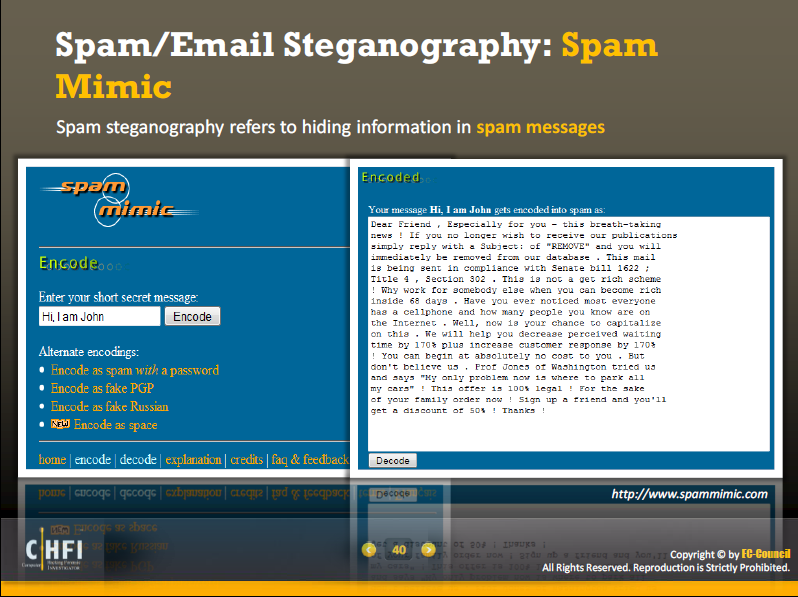 Spam/Email Steganography: Spam
Mimic
Spam steganography refers to hiding information in spam messages
spam
mimic
Encode
Enter your short secret message:
Hi, I am John
Encode
Alternate encodings:
• Encode as spam with a password
• Encode as fake PGP
• Encode as fake Russian
• NEW Encode as space
home | encode | decode | explanation | credits | faq & feedback
Encoded
Your message Hi, I am John gets encoded into spam as:
Dear Friend , Especially for you - this breath-taking
news ! If you no longer wish to receive our publications
simply reply with a Subject: of "REMOVE" and you will
immediately be removed from our database . This mail
is being sent in compliance with Senate bill 1622 ;
Title 4 , Section 302 . This is not a get rich scheme
! Why work for somebody else when you can become rich
inside 68 days . Have you ever noticed most everyone
has a cellphone and how many people you know are on
the Internet . Well, now is your chance to capitalize
on this . We will help you decrease perceived waiting
time by 170% plus increase customer response by 170%
! You can begin at absolutely no cost to you . But
don't believe us . Prof Jones of Washington tried us
and says "My only problem now is where to park all
my cars" ! This offer is 100% legal ! For the sake
of your family order now ! Sign up a friend and you'll
get a discount of 50% ! Thanks !
Decode
http://www.spammimic.com
CHFI
Computer Hacking Forensic
INVESTIGATOR
40
Copyright © by EC-Council
All Rights Reserved. Reproduction is Strictly Prohibited.